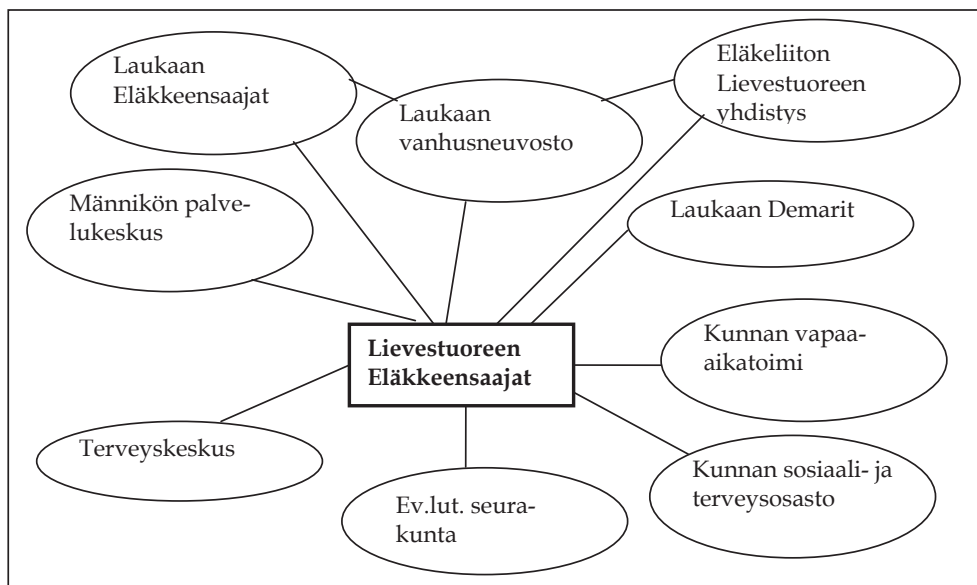 Laukaan
Eläkkeensaajat
Laukaan
vanhusneuvosto
Eläkeliiton
Lievestuoreen
yhdistys
Männikön palve-
lukeskus
Laukaan Demarit
Lievestuoreen
Eläkkeensaajat
Kunnan vapaa-
aikatoimi
Terveyskeskus
Ev.lut. seura-
kunta
Kunnan sosiaali- ja
terveysosasto